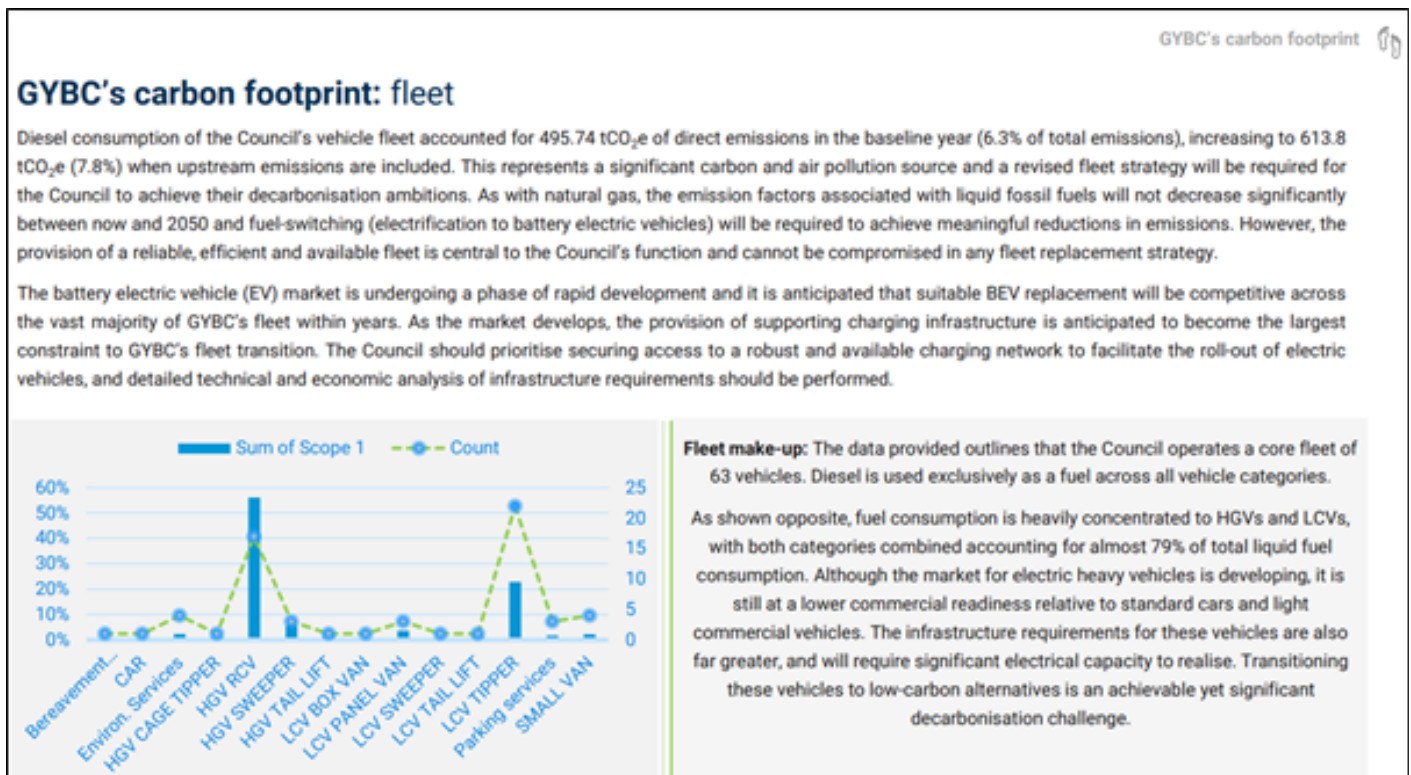 GYBC's carbon footprint
GYBC's carbon footprint: fleet
Diesel consumption of the Council's vehicle fleet accounted for 495.74 tCO₂e of direct emissions in the baseline year (6.3% of total emissions), increasing to 613.8
tCO₂e (7.8%) when upstream emissions are included. This represents a significant carbon and air pollution source and a revised fleet strategy will be required for
the Council to achieve their decarbonisation ambitions. As with natural gas, the emission factors associated with liquid fossil fuels will not decrease significantly
between now and 2050 and fuel-switching (electrification to battery electric vehicles) will be required to achieve meaningful reductions in emissions. However, the
provision of a reliable, efficient and available fleet is central to the Council's function and cannot be compromised in any fleet replacement strategy.
The battery electric vehicle (EV) market is undergoing a phase of rapid development and it is anticipated that suitable BEV replacement will be competitive across
the vast majority of GYBC's fleet within years. As the market develops, the provision of supporting charging infrastructure is anticipated to become the largest
constraint to GYBC's fleet transition. The Council should prioritise securing access to a robust and available charging network to facilitate the roll-out of electric
vehicles, and detailed technical and economic analysis of infrastructure requirements should be performed.
Sum of Scope 1
Count
60%
50%
40%
30%
20%
10%
0%
25
20
15
10
5
0
Bereavement...
CAR
Environ. Services
HGV CAGE TIPPER
HGV RCV
HGV SWEEPER
HGV TAIL LIFT
LCV BOX VAN
LCV PANEL VAN
LCV SWEEPER
LCV TAIL LIFT
LCV TIPPER
Parking services
SMALL VAN
Fleet make-up: The data provided outlines that the Council operates a core fleet of
63 vehicles. Diesel is used exclusively as a fuel across all vehicle categories.
As shown opposite, fuel consumption is heavily concentrated to HGVs and LCVs,
with both categories combined accounting for almost 79% of total liquid fuel
consumption. Although the market for electric heavy vehicles is developing, it is
still at a lower commercial readiness relative to standard cars and light
commercial vehicles. The infrastructure requirements for these vehicles are also
far greater, and will require significant electrical capacity to realise. Transitioning
these vehicles to low-carbon alternatives is an achievable yet significant
decarbonisation challenge.